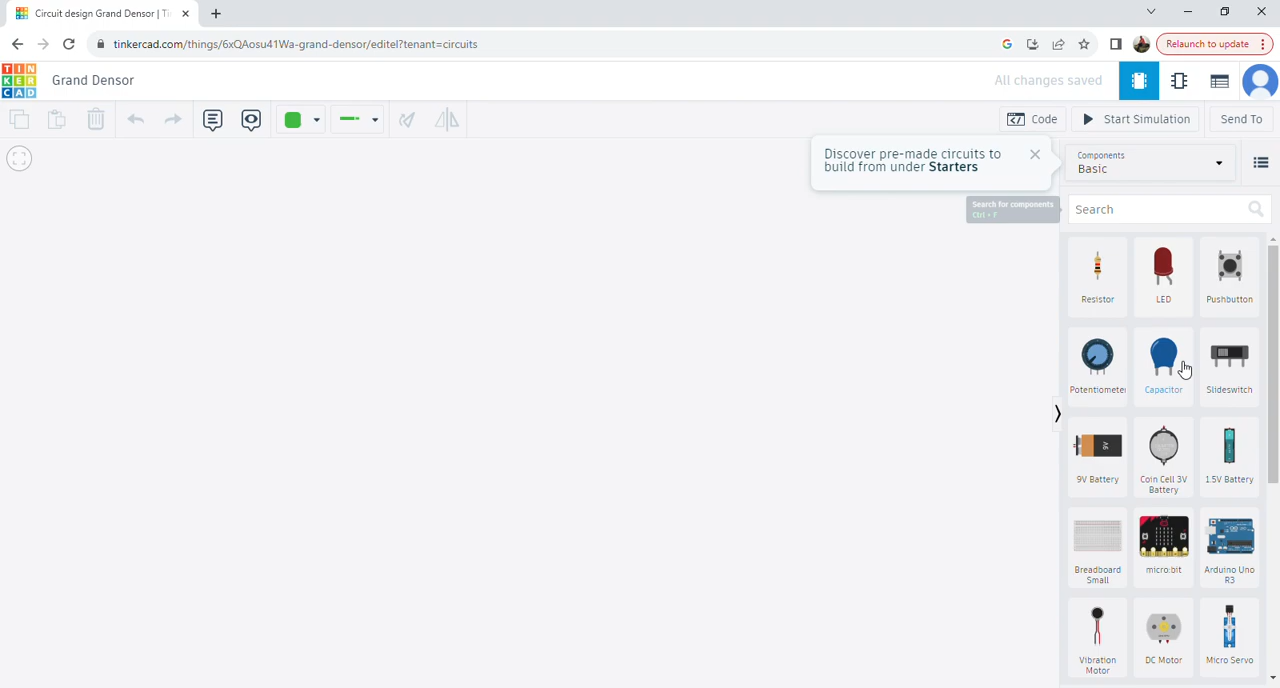 Circuit design Grand Densor | Ti
tinkercad.com/things/6xQAosu41Wa-grand-densor/editel?tenant=circuits
Relaunch to update
TIN
KER
CAD
Grand Densor
All changes saved
Code
Start Simulation
Send To
Discover pre-made circuits to
build from under Starters
Components
Basic
Search for components
Ctrl + F
Search
Resistor
LED
Pushbutton
Potentiometer
Capacitor
Slideswitch
9V
9V Battery
Coin Cell 3V
Battery
1.5V Battery
Breadboard
Small
micro:bit
Arduino Uno
R3
Vibration
Motor
DC Motor
Micro Servo